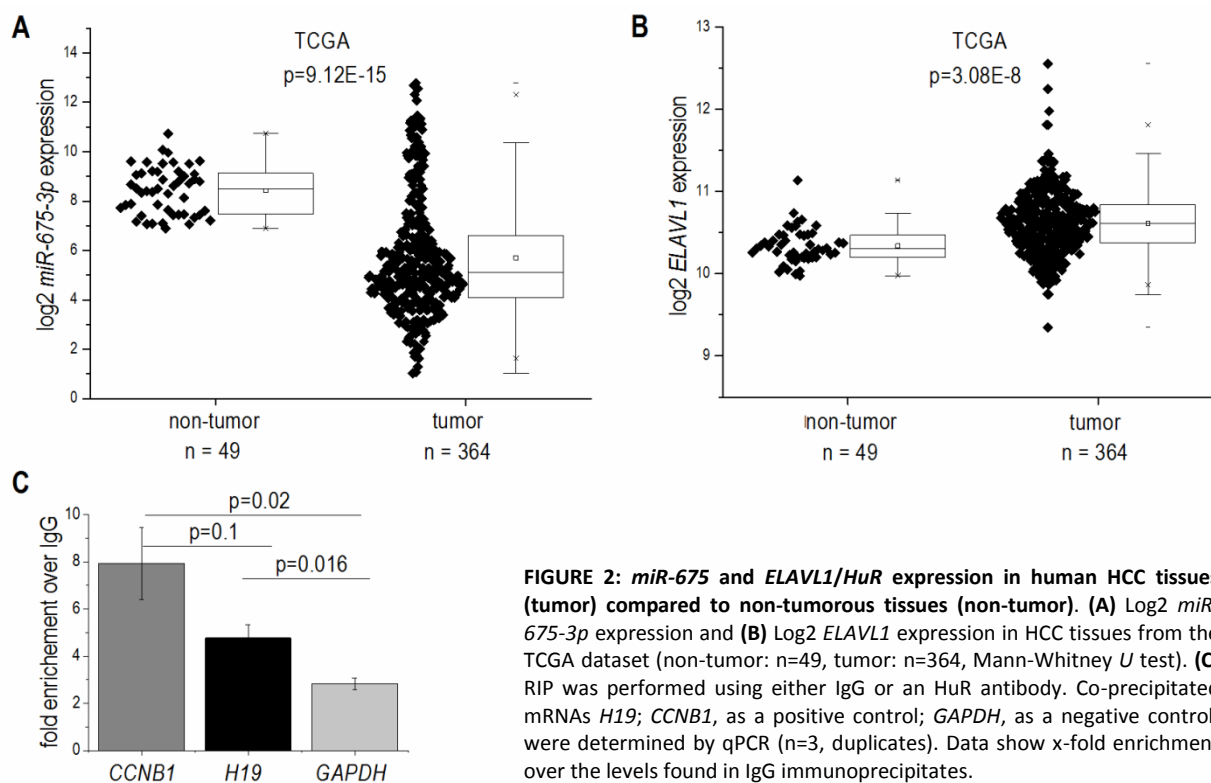 A
TCGA
p=9.12E-15
log2 miR-675-3p expression
14
12
10
8
6
4
2
0
non-tumor
tumor
n = 49
n = 364
B
TCGA
p=3.08E-8
log2 ELAVL1 expression
13
12
11
10
9
non-tumor
tumor
n = 49
n = 364
C
p=0.02
p=0.1
p=0.016
fold enrichement over IgG
10
8
6
4
2
0
CCNB1 H19 GAPDH
FIGURE 2: miR-675 and ELAVL1/HuR expression in human HCC tissues
(tumor) compared to non-tumorous tissues (non-tumor). (A) Log2 miR
675-3p expression and (B) Log2 ELAVL1 expression in HCC tissues from the
TCGA dataset (non-tumor: n=49, tumor: n=364, Mann-Whitney U test). (C
RIP was performed using either IgG or an HuR antibody. Co-precipitated
mRNAs H19; CCNB1, as a positive control; GAPDH, as a negative control
were determined by qPCR (n=3, duplicates). Data show x-fold enrichment
over the levels found in IgG immunoprecipitates.